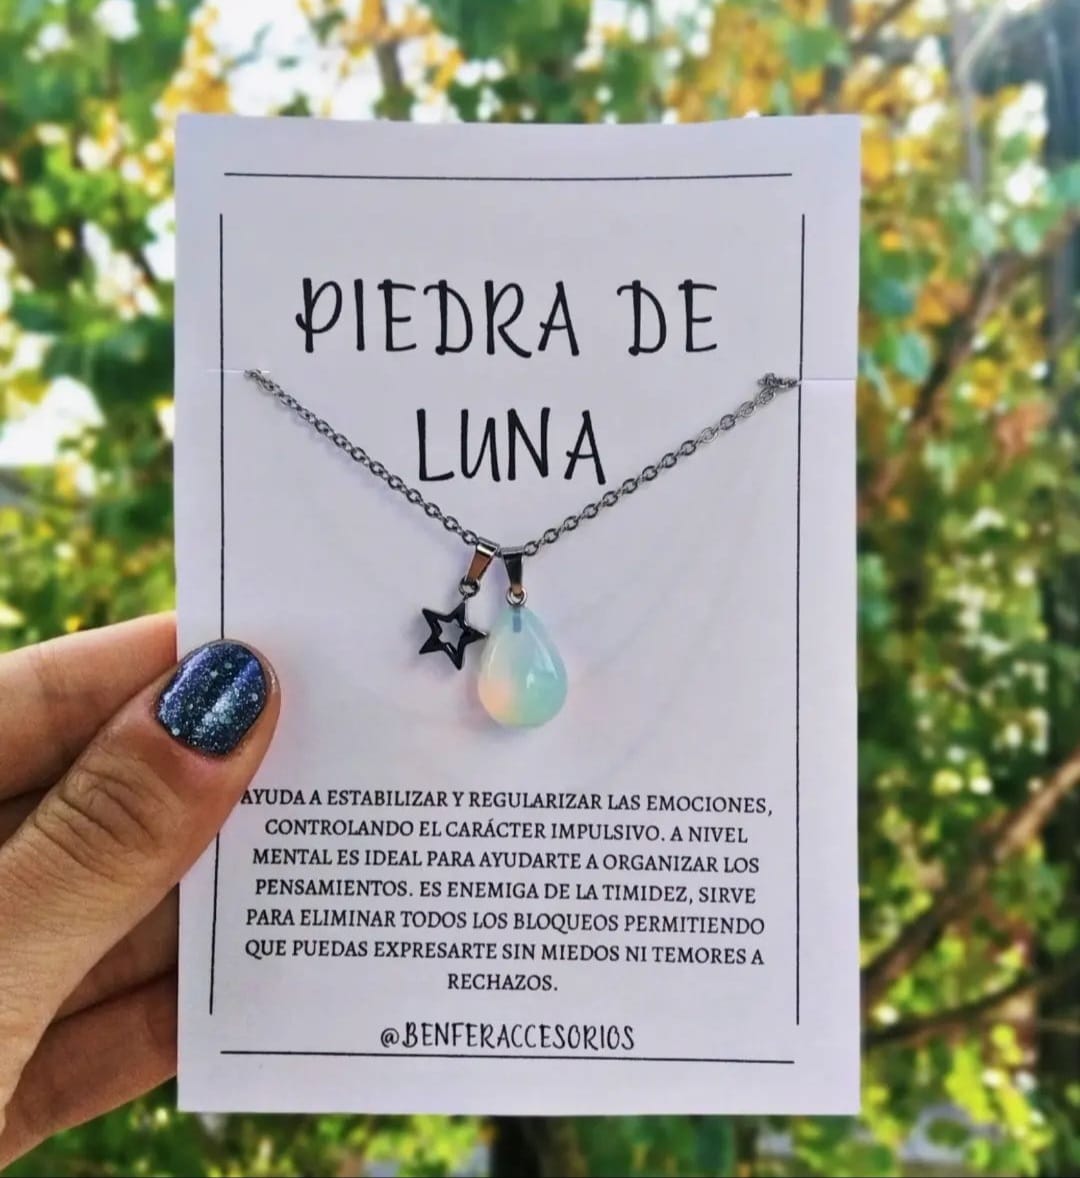 PIEDRA DE
LUNA
AYUDA A ESTABILIZAR Y REGULARIZAR LAS EMOCIONES,
CONTROLANDO EL CARÁCTER IMPULSIVO. A NIVEL
MENTAL ES IDEAL PARA AYUDARTE A ORGANIZAR LOS
PENSAMIENTOS. ES ENEMIGA DE LA TIMIDEZ, SIRVE
PARA ELIMINAR TODOS LOS BLOQUEOS PERMITIENDO
QUE PUEDAS EXPRESARTE SIN MIEDOS NI TEMORES A
RECHAZOS.
@BENFERACCESORIOS